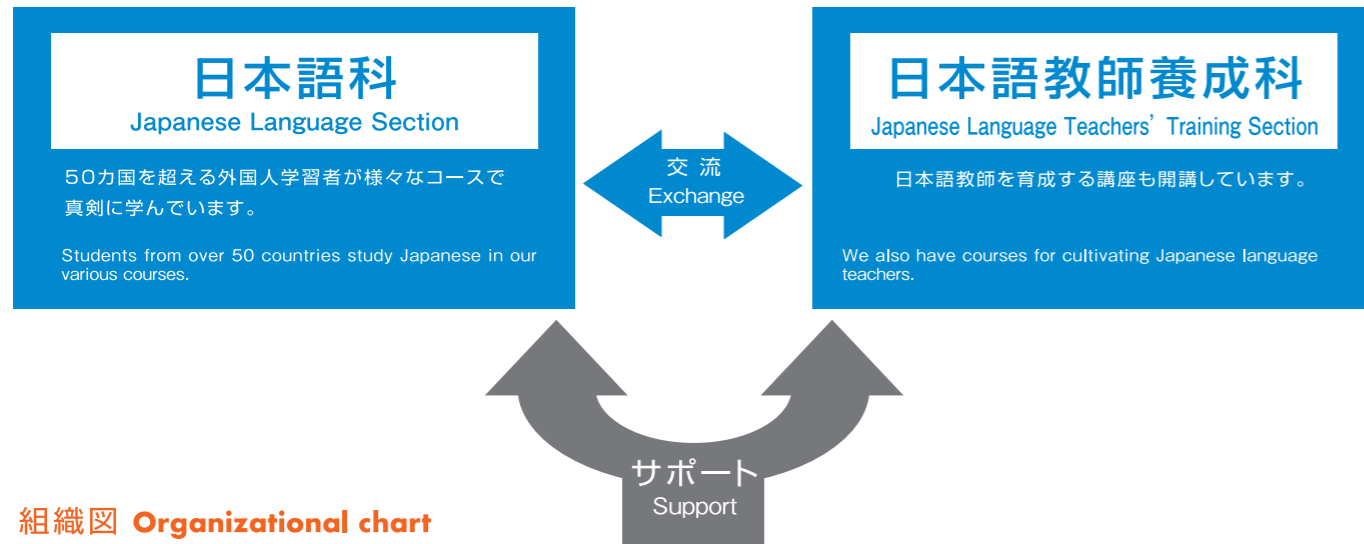 日本語科
Japanese Language Section
50カ国を超える外国人学習者が様々なコースで
真剣に学んでいます。
Students from over 50 countries study Japanese in our
various courses.
交流
Exchange
日本語教師養成科
Japanese Language Teachers’ Training Section
日本語教師を育成する講座も開講しています。
We also have courses for cultivating Japanese language
teachers.
サポート
Support
組織図 Organizational chart